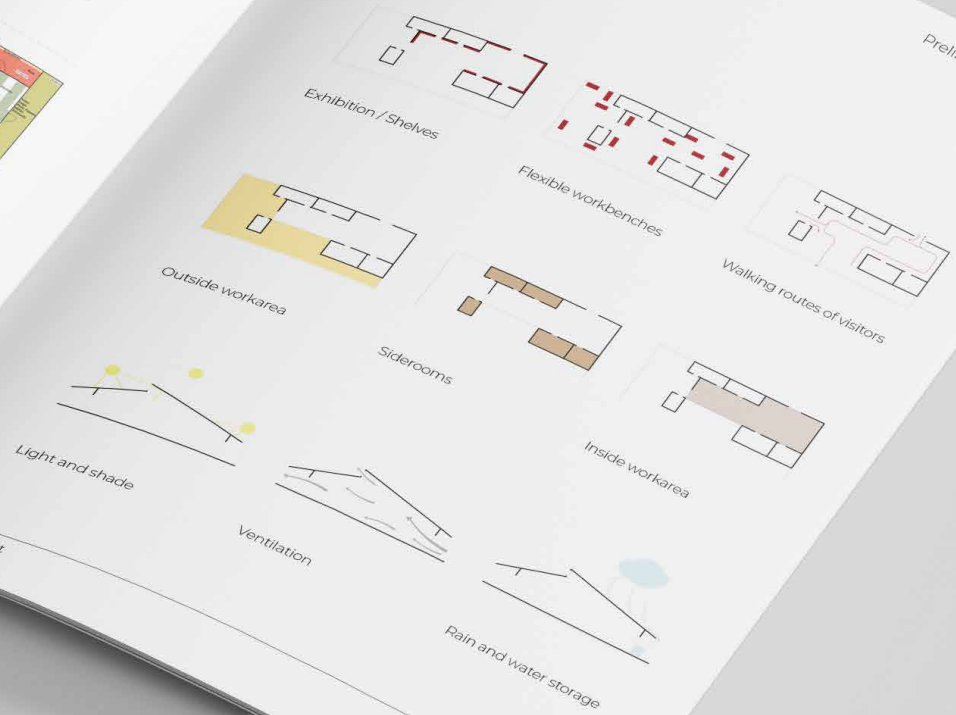 Exhibition / Shelves
Flexible workbenches
Walking routes of visitors
Outside workarea
Siderooms
Inside workarea
Light and shade
Ventilation
Rain and water storage